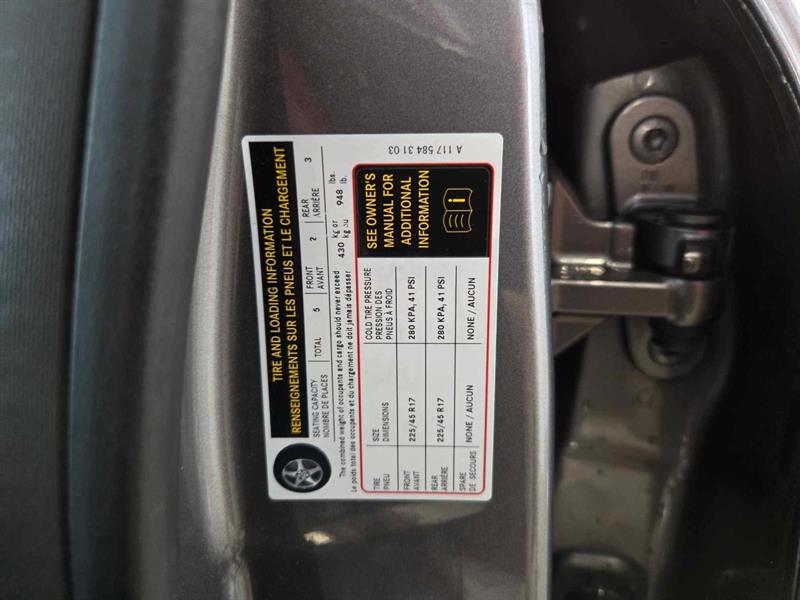 TIRE AND LOADING INFORMATION
RENSEIGNEMENTS SUR LES PNEUS ET LE CHARGEMENT
SEATING CAPACITY
NOMBRE DE PLACES
TOTAL 5
FRONT
AVANT
2
REAR
ARRIÈRE
3
The combined weight of occupants and cargo should never exceed 430 kg or 948 lbs.
Le poids total des occupants et du chargement ne doit jamais dépasser kg ou lb.
TIRE
PNEU
SIZE
DIMENSIONS
COLD TIRE PRESSURE
PRESSION DES
PNEUS À FROID
FRONT
AVANT
225/45 R17
280 KPA, 41 PSI
REAR
ARRIÈRE
225/45 R17
280 KPA, 41 PSI
SPARE
DE SECOURS
NONE / AUCUN
NONE / AUCUN
SEE OWNER'S
MANUAL FOR
ADDITIONAL
INFORMATION
i
A 117 584 31 03